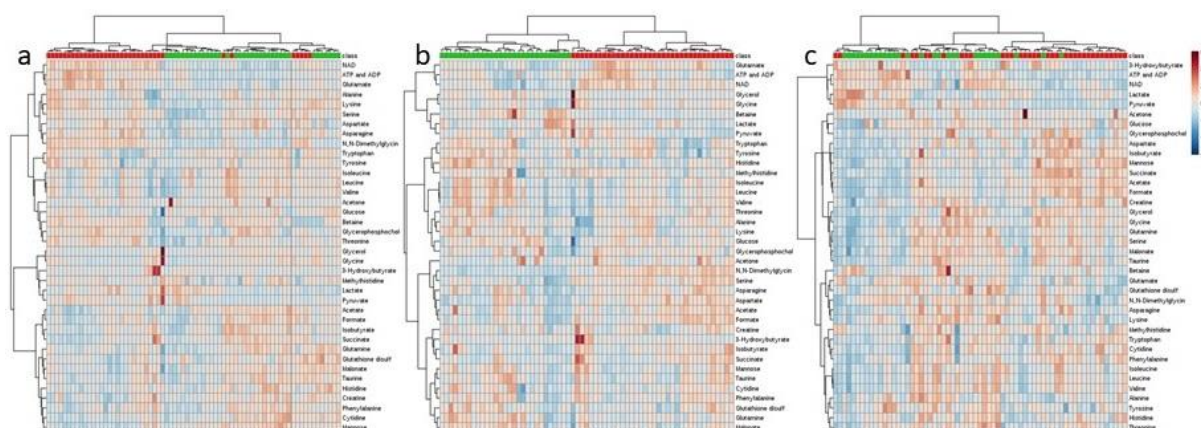 a
class
NAD
ATP and ADP
Glutamate
Alanine
Lysine
Serine
Aspartate
Asparagine
N,N-Dimethylglycin
Tryptophan
Tyrosine
Isoleucine
Leucine
Valine
Acetone
Glucose
Betaine
Glycerophosphochol
Threonine
Glycerol
Glycine
3-Hydroxybutyrate
Methylhistidine
Lactate
Pyruvate
Acetate
Formate
Isobutyrate
Succinate
Glutamine
Glutathione disulf
Malonate
Taurine
Histidine
Creatine
Phenylalanine
Cytidine
Mannose
b
class
Glutamate
ATP and ADP
NAD
Glycerol
Glycine
Betaine
Lactate
Pyruvate
Tryptophan
Tyrosine
Histidine
Methylhistidine
Isoleucine
Leucine
Valine
Threonine
Alanine
Lysine
Glucose
Glycerophosphochol
Acetone
N,N-Dimethylglycin
Serine
Asparagine
Aspartate
Acetate
Formate
Creatine
3-Hydroxybutyrate
Isobutyrate
Succinate
Mannose
Taurine
Cytidine
Phenylalanine
Glutathione disulf
Glutamine
Malonate
c
class
3-Hydroxybutyrate
ATP and ADP
NAD
Lactate
Pyruvate
Acetone
Glucose
Glycerophosphochol
Aspartate
Isobutyrate
Mannose
Succinate
Acetate
Formate
Creatine
Glycerol
Glycine
Glutamine
Serine
Malonate
Taurine
Betaine
Glutamate
Glutathione disulf
N,N-Dimethylglycin
Asparagine
Lysine
Methylhistidine
Tryptophan
Cytidine
Phenylalanine
Isoleucine
Leucine
Valine
Alanine
Tyrosine
Histidine
Threonine